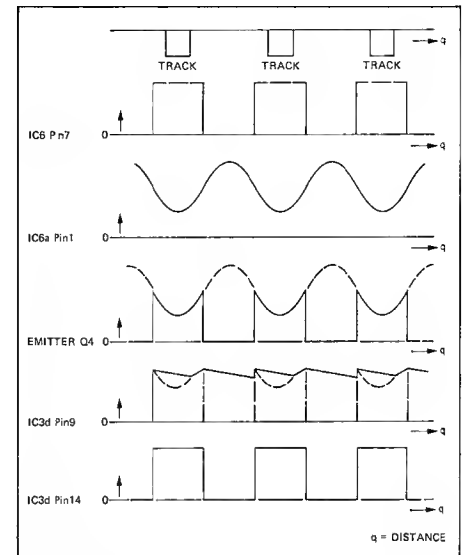 q
TRACK TRACK TRACK
IC6 Pin7 0 q
IC6a Pin1 0 q
EMITTER Q4 0 q
IC3d Pin9 0 q
IC3d Pin14 0 q
q = DISTANCE